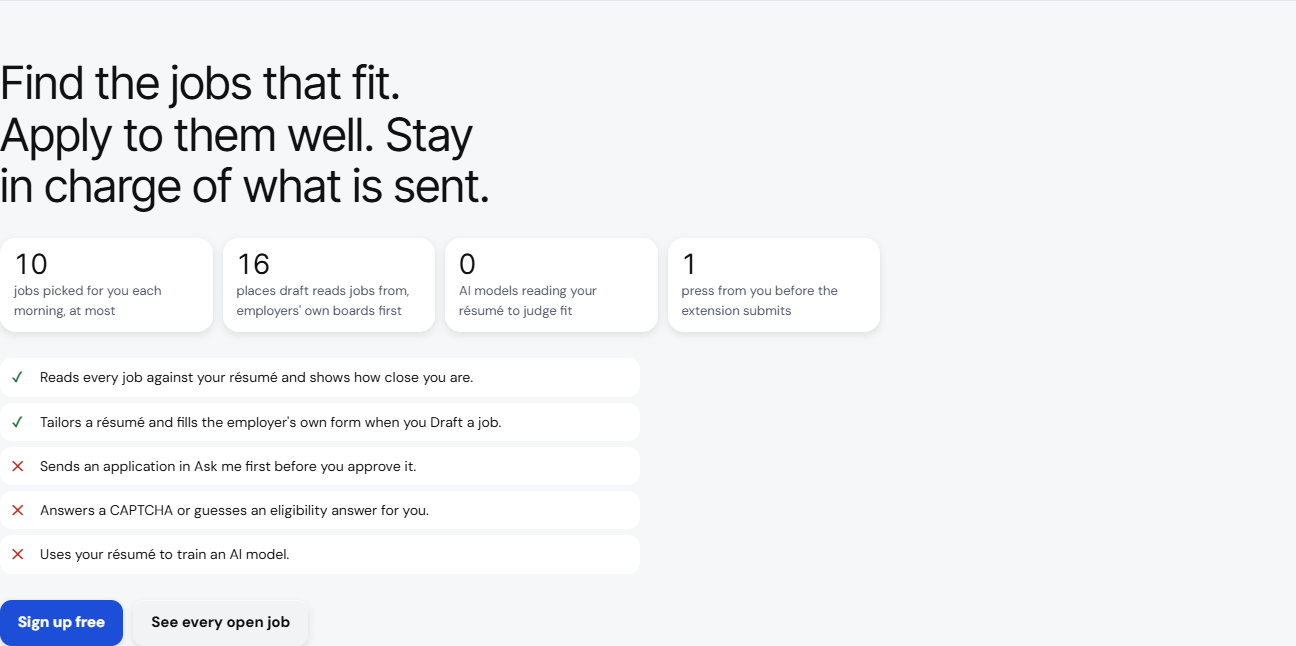 Find the jobs that fit.
Apply to them well. Stay
in charge of what is sent.
10
jobs picked for you each
morning, at most
16
places draft reads jobs from,
employers' own boards first
0
AI models reading your
résumé to judge fit
1
press from you before the
extension submits
✓ Reads every job against your résumé and shows how close you are.
✓ Tailors a résumé and fills the employer's own form when you Draft a job.
✕ Sends an application in Ask me first before you approve it.
✕ Answers a CAPTCHA or guesses an eligibility answer for you.
✕ Uses your résumé to train an AI model.
Sign up free
See every open job